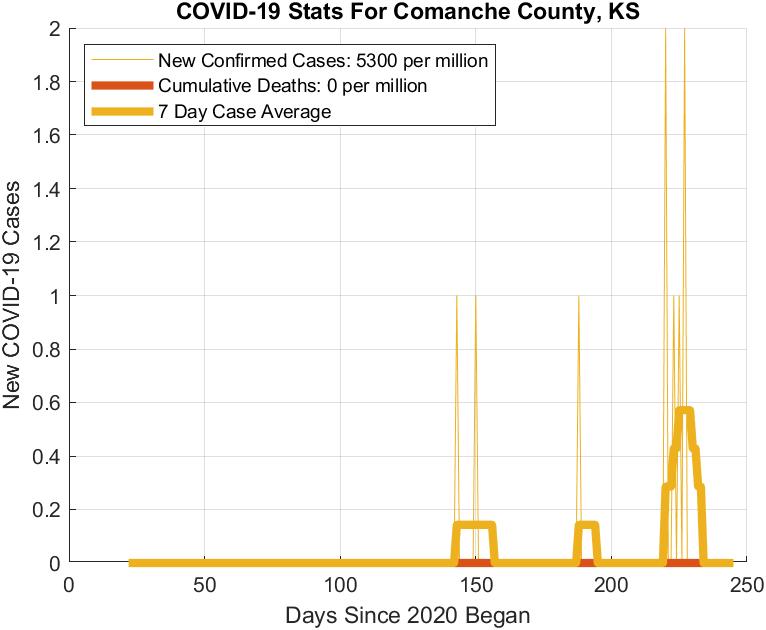 COVID-19 Stats For Comanche County, KS
New Confirmed Cases: 5300 per million
Cumulative Deaths: 0 per million
7 Day Case Average
New COVID-19 Cases
2
1.8
1.6
1.4
1.2
1
0.8
0.6
0.4
0.2
0
0 50 100 150 200 250
Days Since 2020 Began